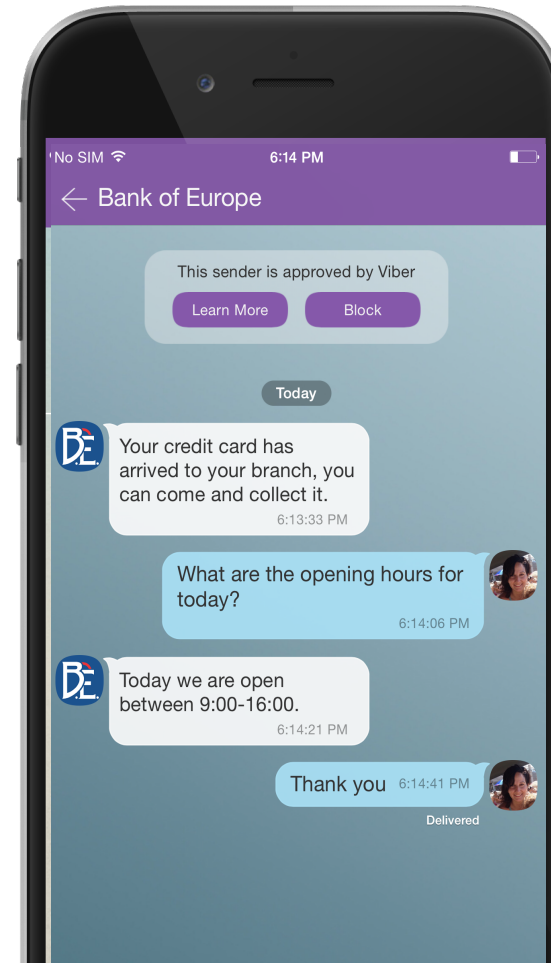 No SIM 6:14 PM
Bank of Europe
This sender is approved by Viber
Learn More Block
Today
B.E.
Your credit card has
arrived to your branch, you
can come and collect it.
6:13:33 PM
What are the opening hours for
today?
6:14:06 PM
B.E.
Today we are open
between 9:00-16:00.
6:14:21 PM
Thank you 6:14:41 PM
Delivered